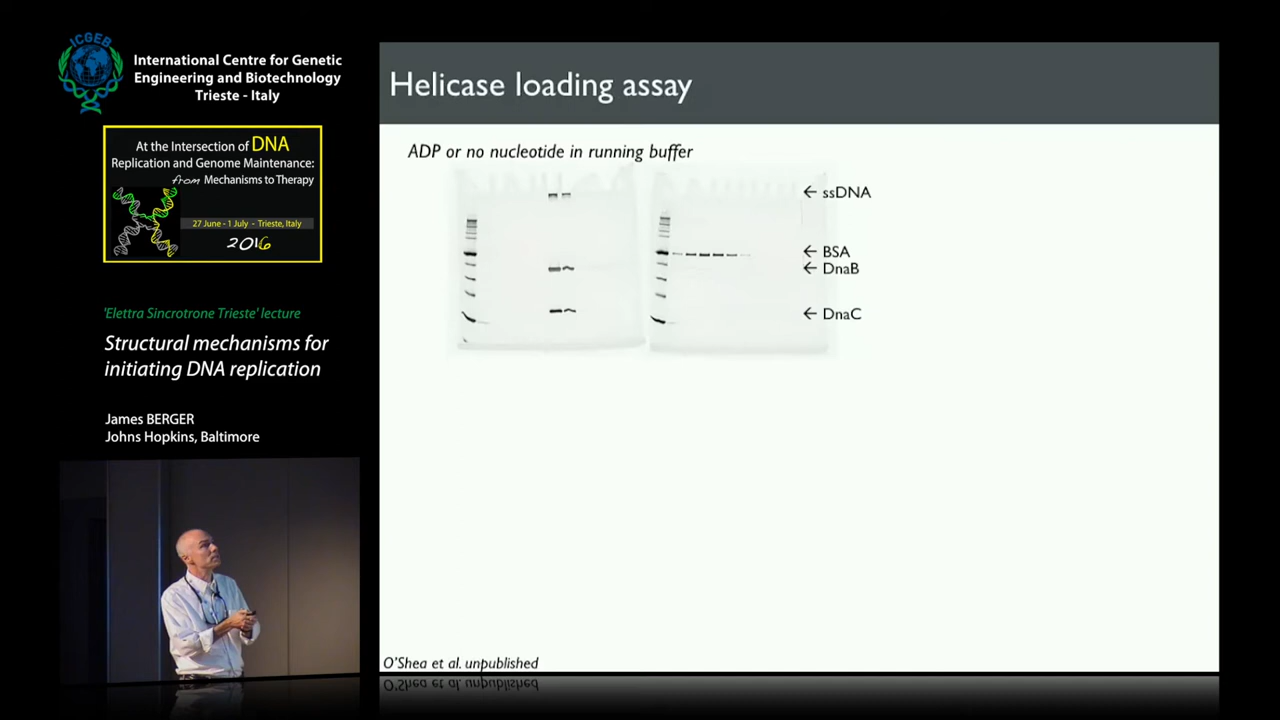 ICGEB
International Centre for Genetic
Engineering and Biotechnology
Trieste - Italy
At the Intersection of DNA
Replication and Genome Maintenance:
from Mechanisms to Therapy
27 June - 1 July - Trieste, Italy
2016
'Elettra Sincrotrone Trieste' lecture
Structural mechanisms for
initiating DNA replication
James BERGER
Johns Hopkins, Baltimore
Helicase loading assay
ADP or no nucleotide in running buffer
← ssDNA
← BSA
← DnaB
← DnaC
O'Shea et al. unpublished